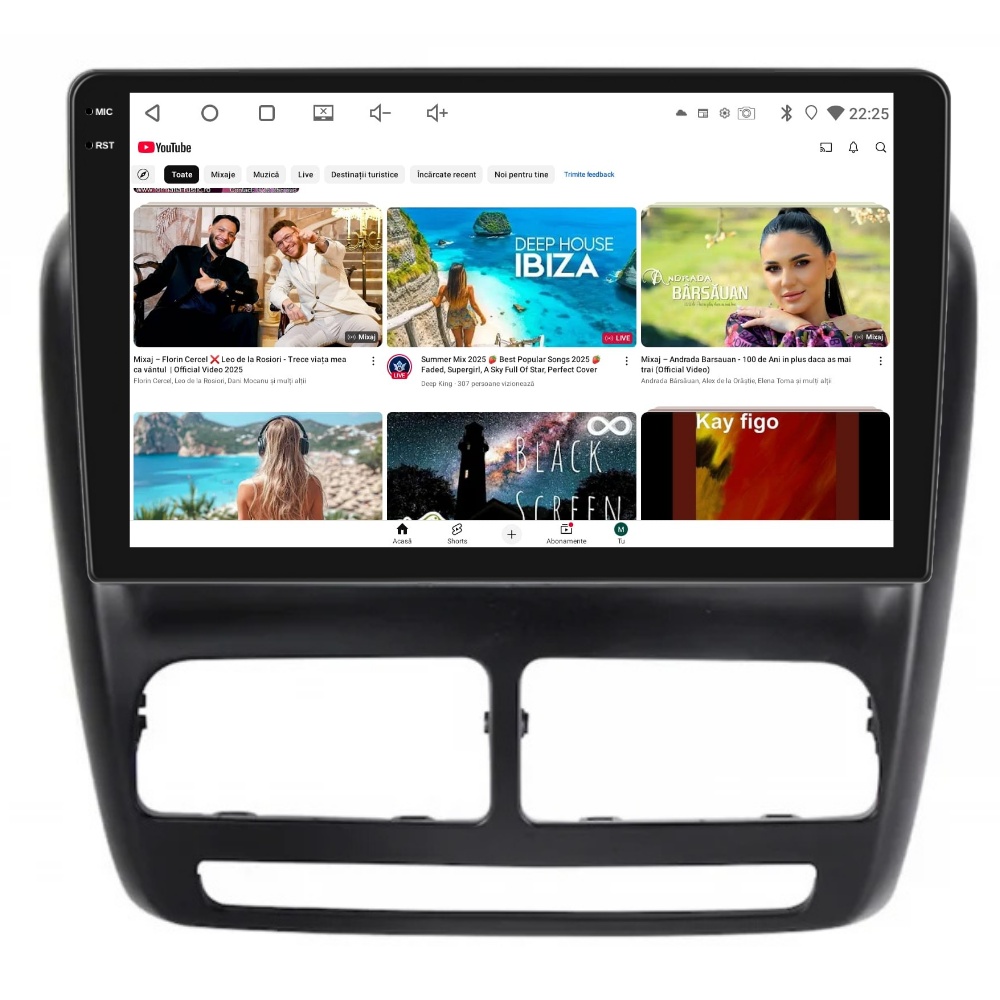 MIC
RST
22:25
YouTube
Toate
Mixaje
Muzică
Live
Destinații turistice
Încărcate recent
Noi pentru tine
Trimite feedback
DEEP HOUSE
IBIZA
LIVE
ANDRADA
BÂRSĂUAN
Mixaj
Mixaj
Mixaj – Florin Cercel ❌ Leo de la Rosiori - Trece viața mea
ca vântul | Official Video 2025
Florin Cercel, Leo de la Rosiori, Dani Mocanu și mulți alții
LIVE
Summer Mix 2025 🍓 Best Popular Songs 2025 🍓
Faded, Supergirl, A Sky Full Of Star, Perfect Cover
Deep King · 307 persoane vizionează
Mixaj – Andrada Barsauan - 100 de Ani in plus daca as mai
trai (Official Video)
Andrada Bârsăuan, Alex de la Orăștie, Elena Toma și mulți alții
BLACK
SCREEN
Kay figo
Acasă
Shorts
Abonamente
M
Tu